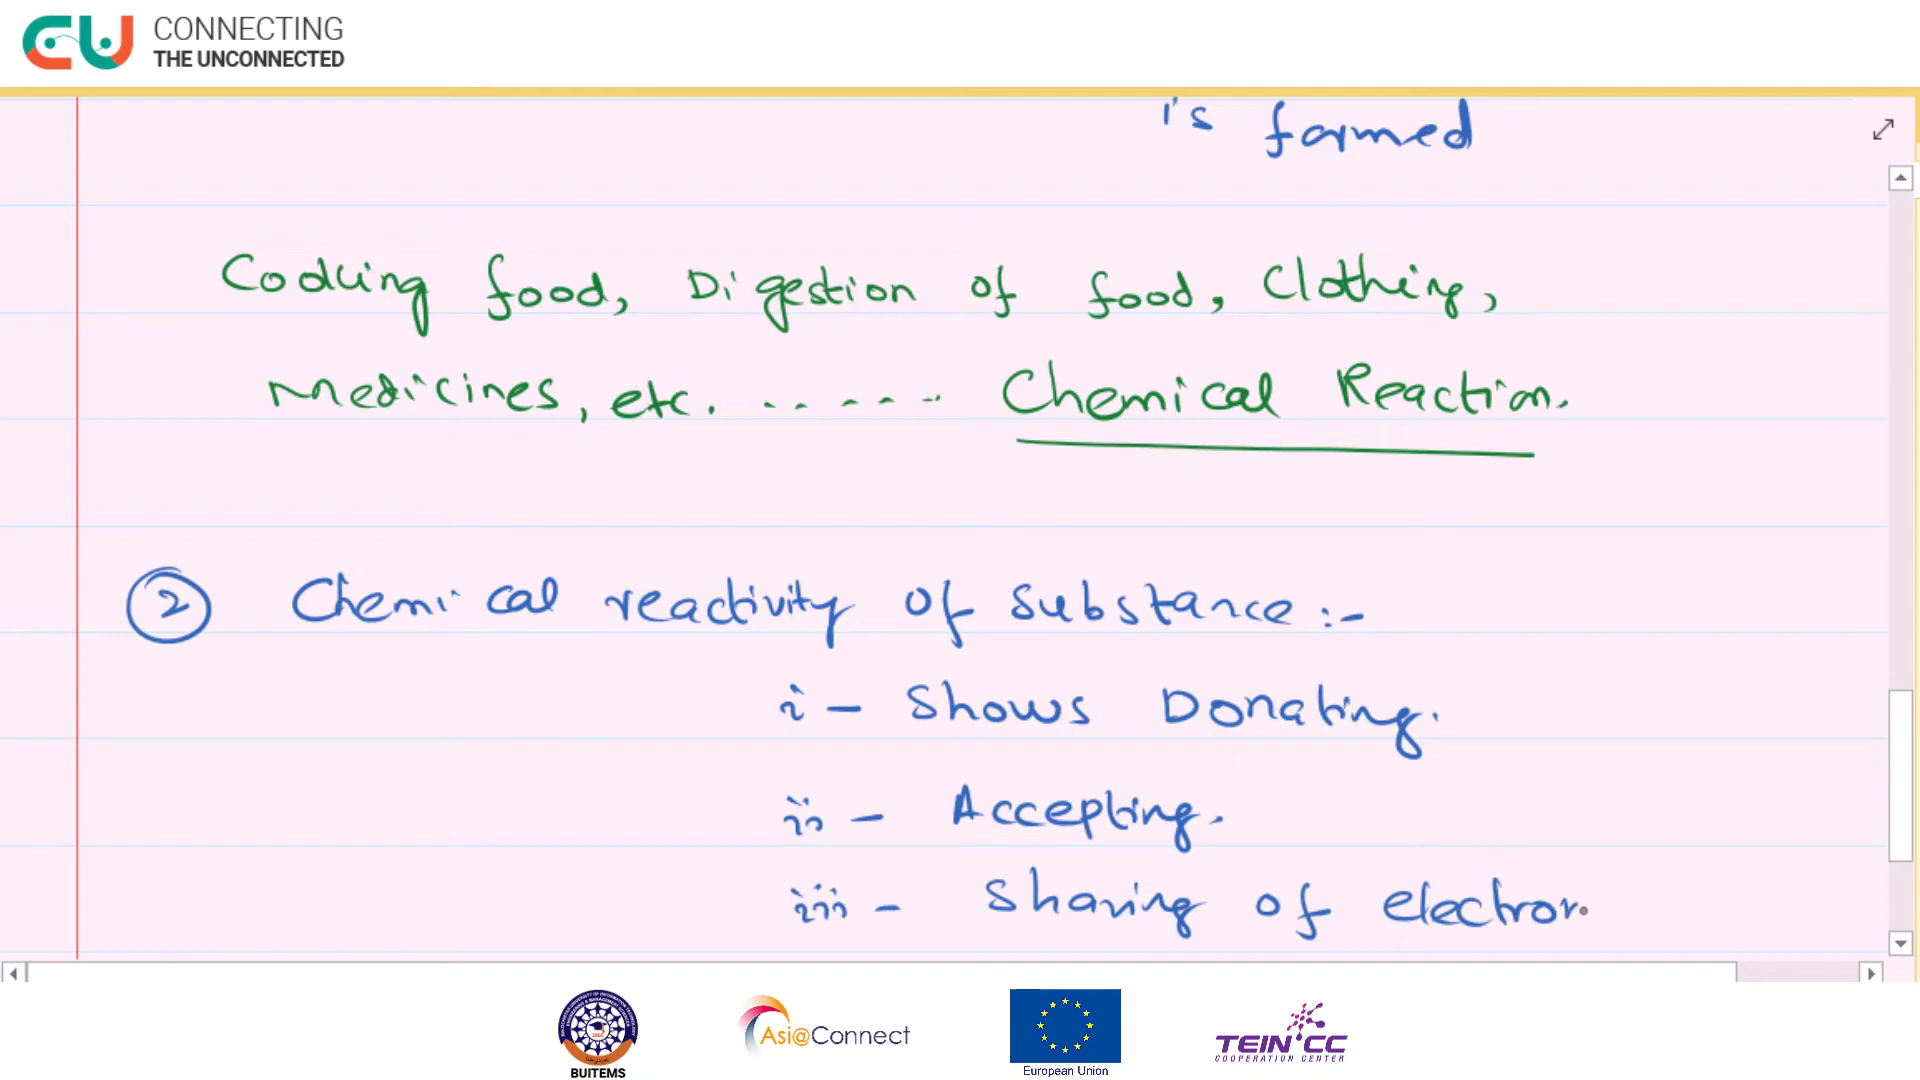 CONNECTING
THE UNCONNECTED
is formed
Cooking food, Digestion of food, Clothing,
Medicines, etc. ...... Chemical Reaction.
2 Chemical reactivity of Substance :-
i - Shows Donating.
ii - Accepting.
iii - Sharing of electron
BUITEMS
Asi@Connect
European Union
TEIN*CC
COOPERATION CENTER